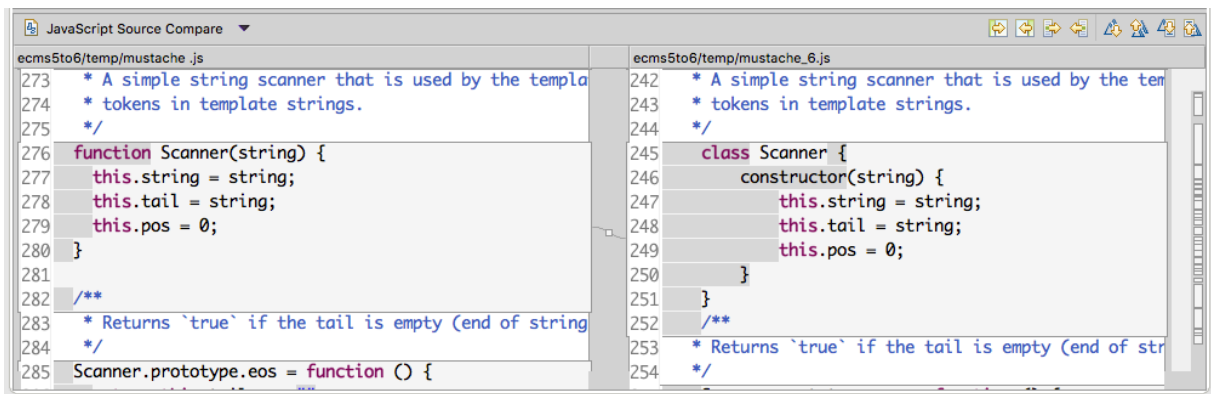 JavaScript Source Compare
ecms5to6/temp/mustache .js
273 * A simple string scanner that is used by the templa
274 * tokens in template strings.
275 */
276 function Scanner(string) {
277 this.string = string;
278 this.tail = string;
279 this.pos = 0;
280 }
281
282 /**
283 * Returns `true` if the tail is empty (end of string
284 */
285 Scanner.prototype.eos = function () {
ecms5to6/temp/mustache_6.js
242 * A simple string scanner that is used by the tem
243 * tokens in template strings.
244 */
245 class Scanner {
246 constructor(string) {
247 this.string = string;
248 this.tail = string;
249 this.pos = 0;
250 }
251 }
252 /**
253 * Returns `true` if the tail is empty (end of str
254 */